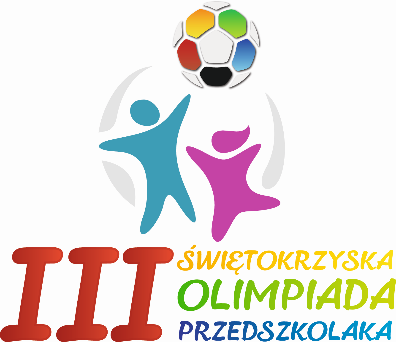 III
ŚWIĘTOKRZYSKA
OLIMPIADA
PRZEDSZKOLAKA